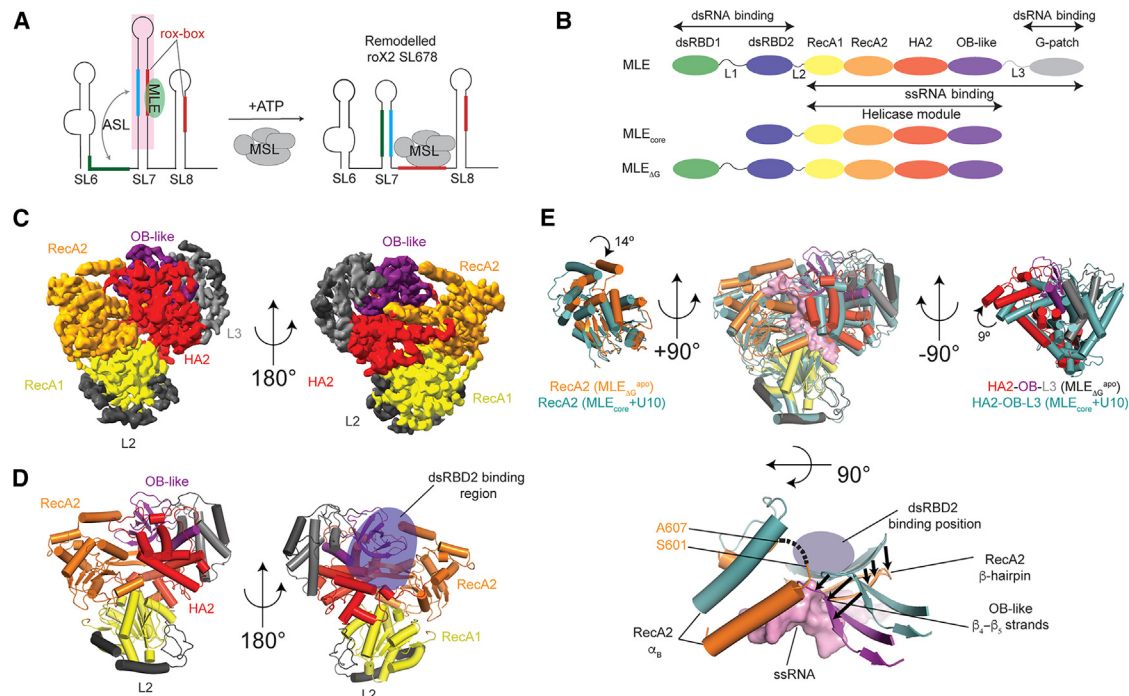 A
rox-box
MLE
ASL
SL6
SL7
SL8
+ATP
MSL
Remodelled
roX2 SL678
MSL
SL6
SL7
SL8
B
dsRNA binding
dsRNA binding
dsRBD1
dsRBD2
RecA1
RecA2
HA2
OB-like
G-patch
MLE
L1
L2
L3
ssRNA binding
Helicase module
MLEcore
MLEΔG
C
OB-like
RecA2
L3
HA2
RecA1
L2
180°
OB-like
RecA2
HA2
RecA1
L2
D
OB-like
RecA2
HA2
L2
180°
dsRBD2 binding
region
RecA2
RecA1
L2
E
14°
RecA2 (MLEΔGapo)
RecA2 (MLEcore+U10)
+90°
-90°
9°
HA2-OB-L3 (MLEΔGapo)
HA2-OB-L3 (MLEcore+U10)
90°
A607
S601
dsRBD2
binding position
RecA2
β-hairpin
OB-like
β4–β5
strands
RecA2
αB
ssRNA